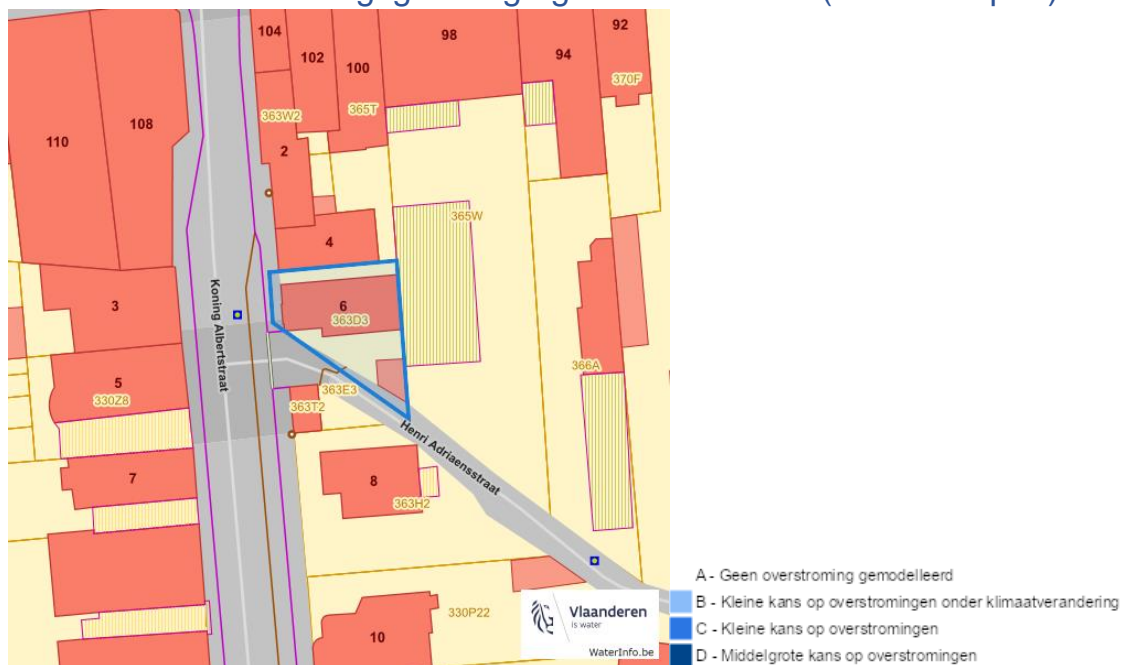 104
102
100
98
94
92
370F
363W2
365T
110
108
2
365W
4
3
Koning Albertstraat
6
363D3
5
330Z8
363E3
363T2
366A
Henri Adriaensstraat
7
8
363H2
330P22
10
Vlaanderen
is water
WaterInfo.be
A - Geen overstroming gemodelleerd
B - Kleine kans op overstromingen onder klimaatverandering
C - Kleine kans op overstromingen
D - Middelgrote kans op overstromingen